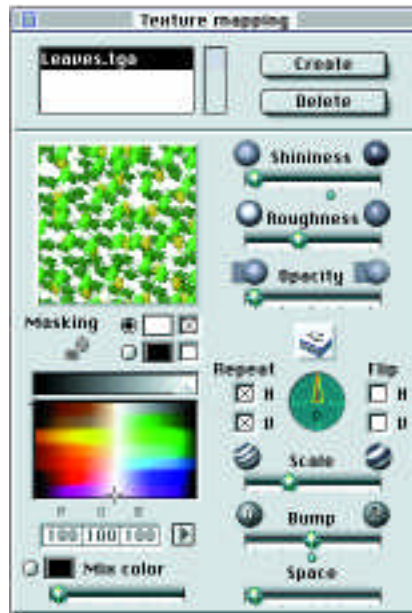 Texture mapping
Leaves.tga
Create
Delete
Shininess
Roughness
Opacity
Masking
Repeat
Flip
H
H
V
V
0
Scale
R G B
100 100 100
Bump
Mix color
Space